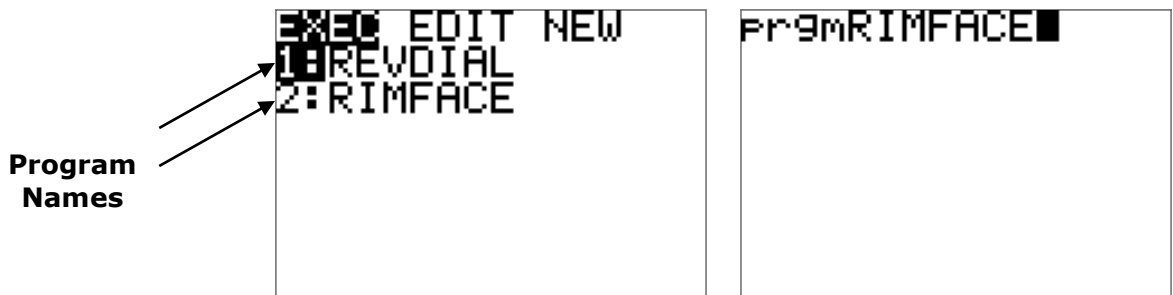 EXEC EDIT NEW
1:REVDIAL
2:RIMFACE
Program
Names
prgmRIMFACE